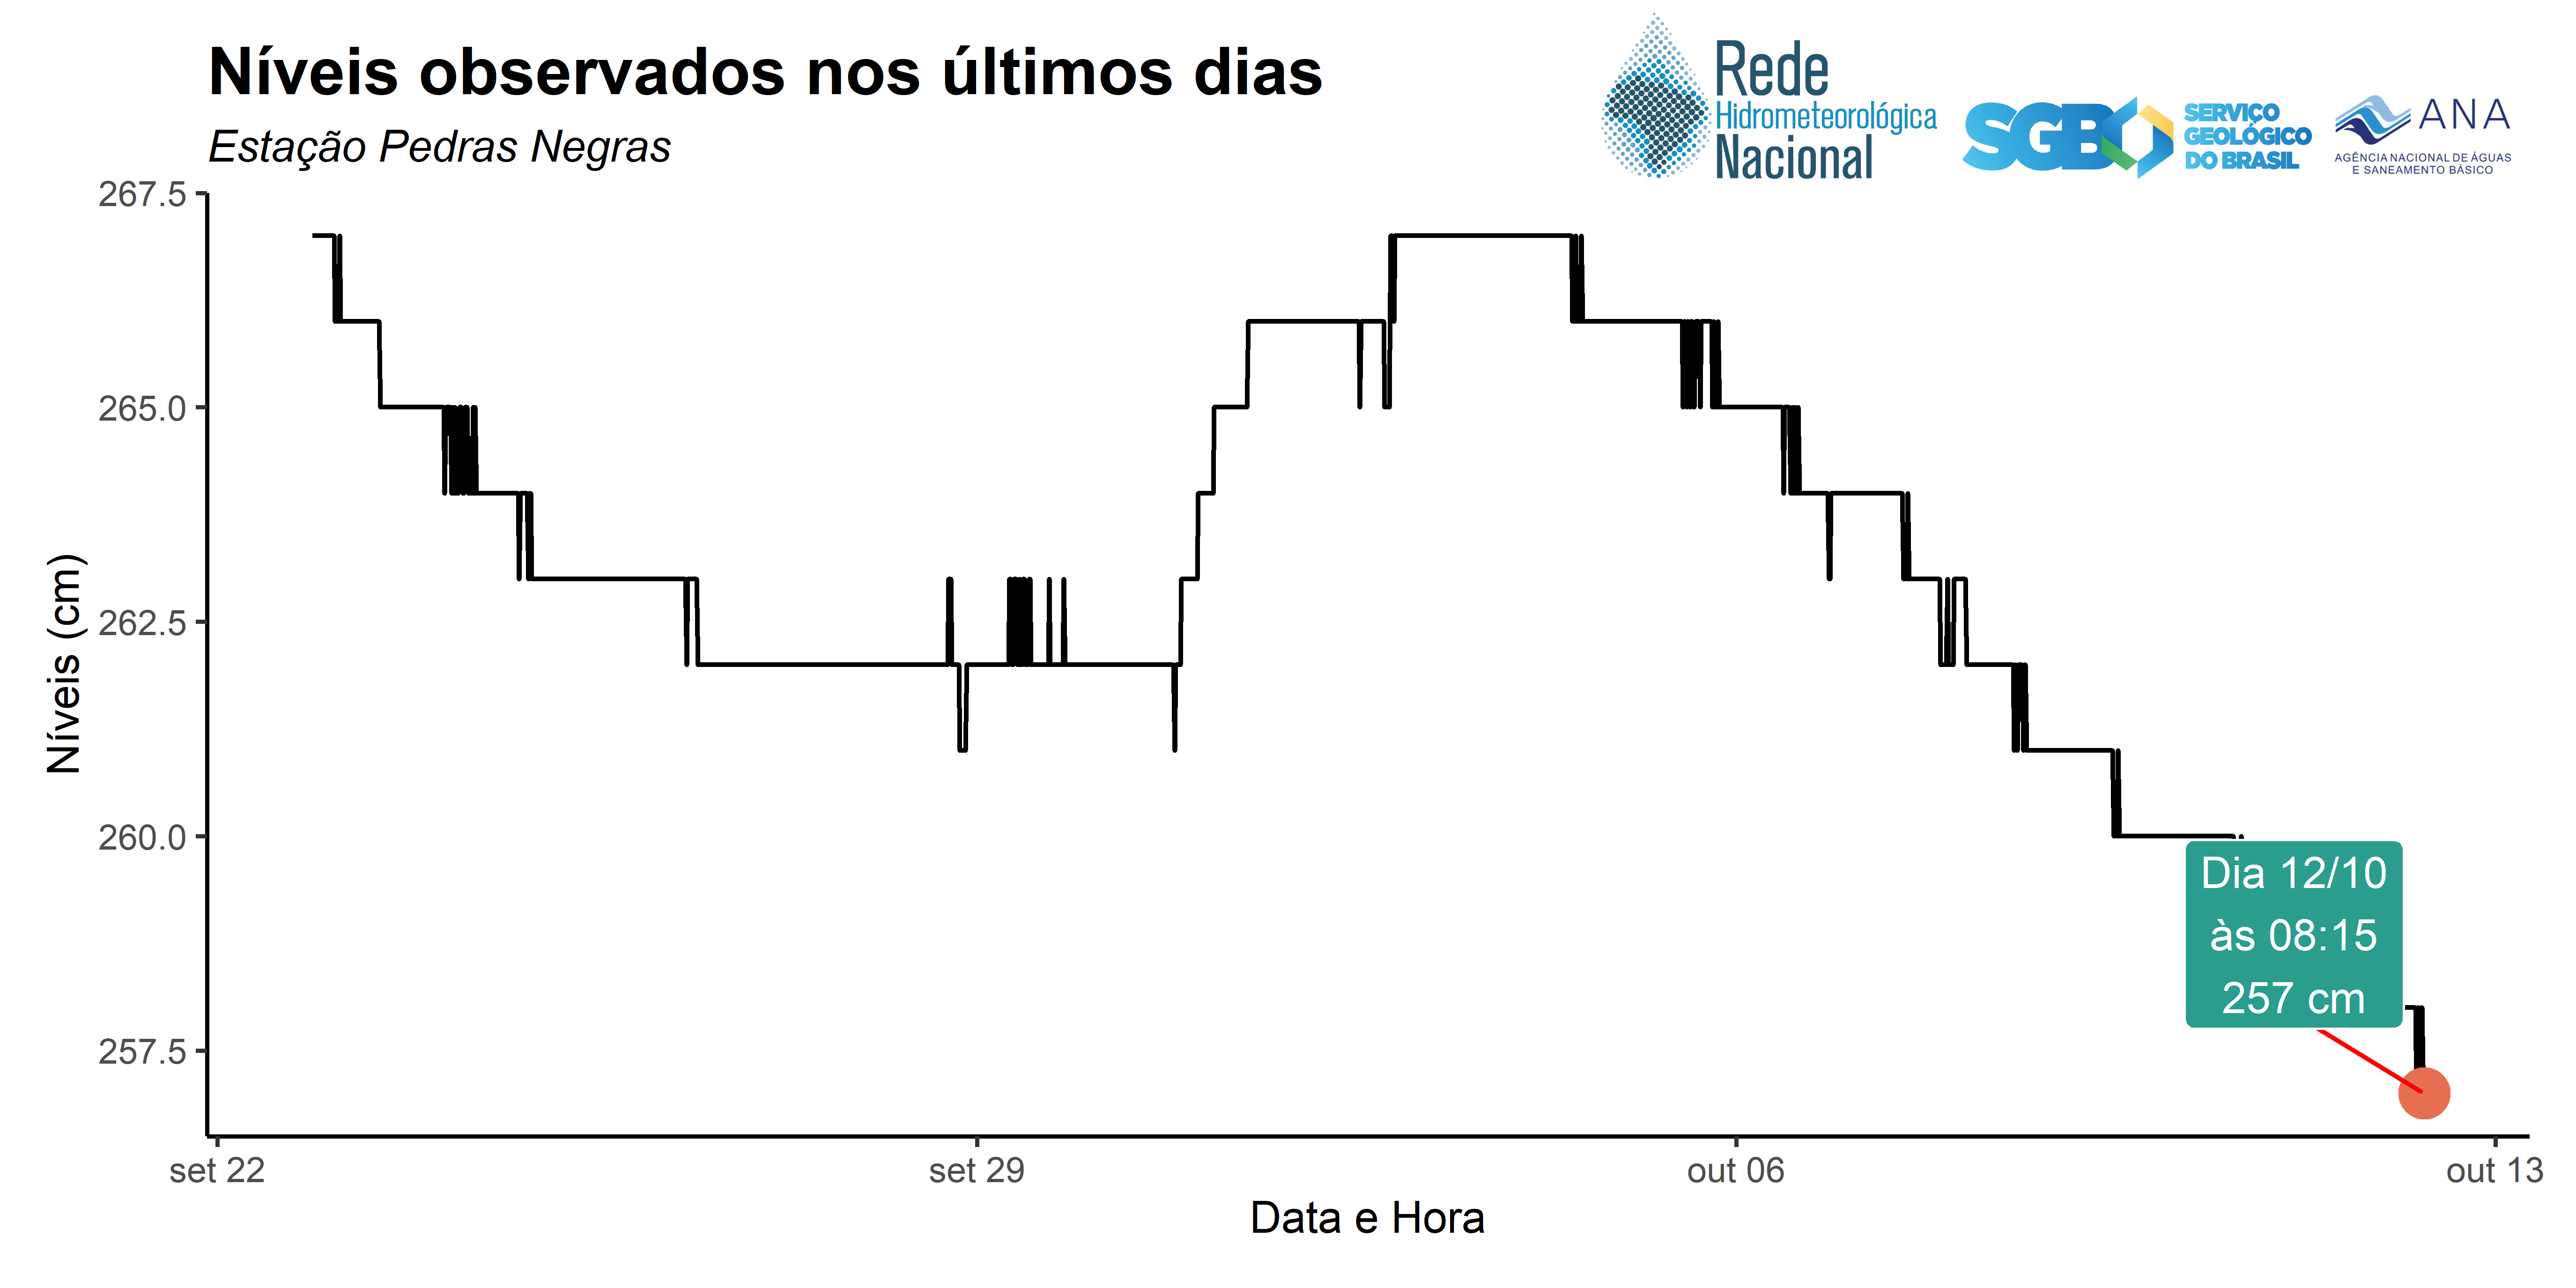 Níveis observados nos últimos dias
Estação Pedras Negras
Rede
Hidrometeorológica
Nacional
SGB
SERVIÇO
GEOLÓGICO
DO BRASIL
ANA
AGÊNCIA NACIONAL DE ÁGUAS
E SANEAMENTO BÁSICO
Níveis (cm)
267.5
265.0
262.5
260.0
257.5
Dia 12/10
às 08:15
257 cm
set 22
set 29
out 06
out 13
Data e Hora